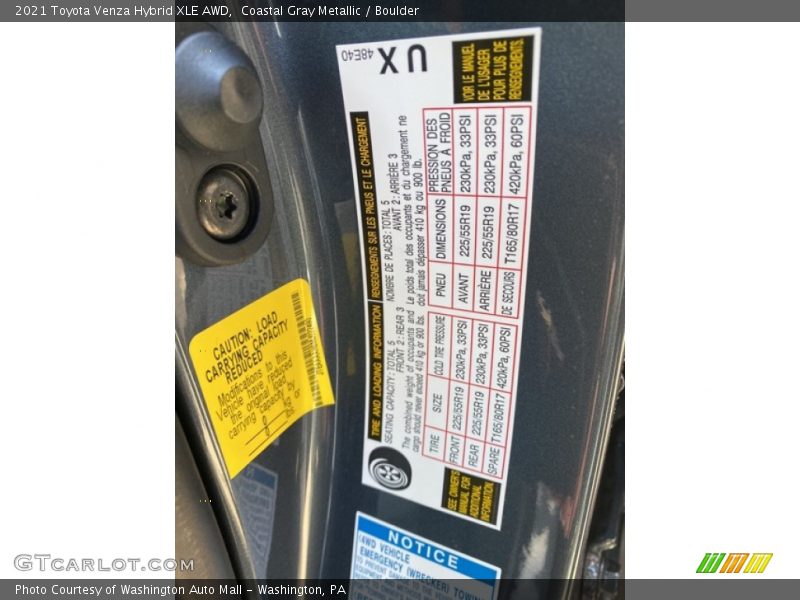 2021 Toyota Venza Hybrid XLE AWD, Coastal Gray Metallic / Boulder
TIRE AND LOADING INFORMATION
RENSEIGNEMENTS SUR LES PNEUS ET LE CHARGEMENT
SEATING CAPACITY: TOTAL 5
FRONT 2: REAR 3
NOMBRE DE PLACES: TOTAL 5
AVANT 2: ARRIÈRE 3
The combined weight of occupants and
cargo should never exceed 410 kg or 900 lbs.
Le poids total des occupants et du chargement ne
doit jamais dépasser 410 kg ou 900 lb.
TIRE SIZE COLD TIRE PRESSURE PNEU DIMENSIONS PRESSION DES PNEUS À FROID
FRONT 225/55R19 230kPa, 33PSI AVANT 225/55R19 230kPa, 33PSI
REAR 225/55R19 230kPa, 33PSI ARRIÈRE 225/55R19 230kPa, 33PSI
SPARE T165/80R17 420kPa, 60PSI DE SECOURS T165/80R17 420kPa, 60PSI
SEE OWNER'S
MANUAL FOR
ADDITIONAL
INFORMATION
VOIR LE MANUEL
DE L'USAGER
POUR PLUS DE
RENSEIGNEMENTS.
48E40
UX
CAUTION: LOAD
CARRYING CAPACITY
REDUCED
Modifications to this
Vehicle have reduced
the original load
carrying capacity by
kg or
lbs
NOTICE
4WD VEHICLE
EMERGENCY (WRECKER) TOWING
GTCarlot.com
Photo Courtesy of Washington Auto Mall - Washington, PA